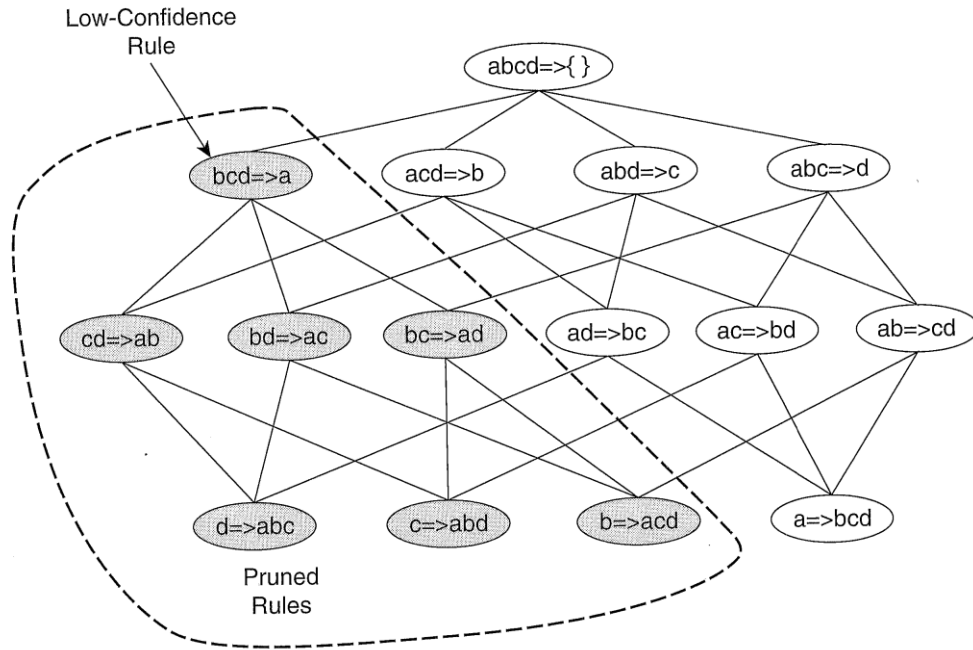 Low-Confidence
Rule
abcd=>{ }
bcd=>a
acd=>b
abd=>c
abc=>d
cd=>ab
bd=>ac
bc=>ad
ad=>bc
ac=>bd
ab=>cd
d=>abc
c=>abd
b=>acd
a=>bcd
Pruned
Rules